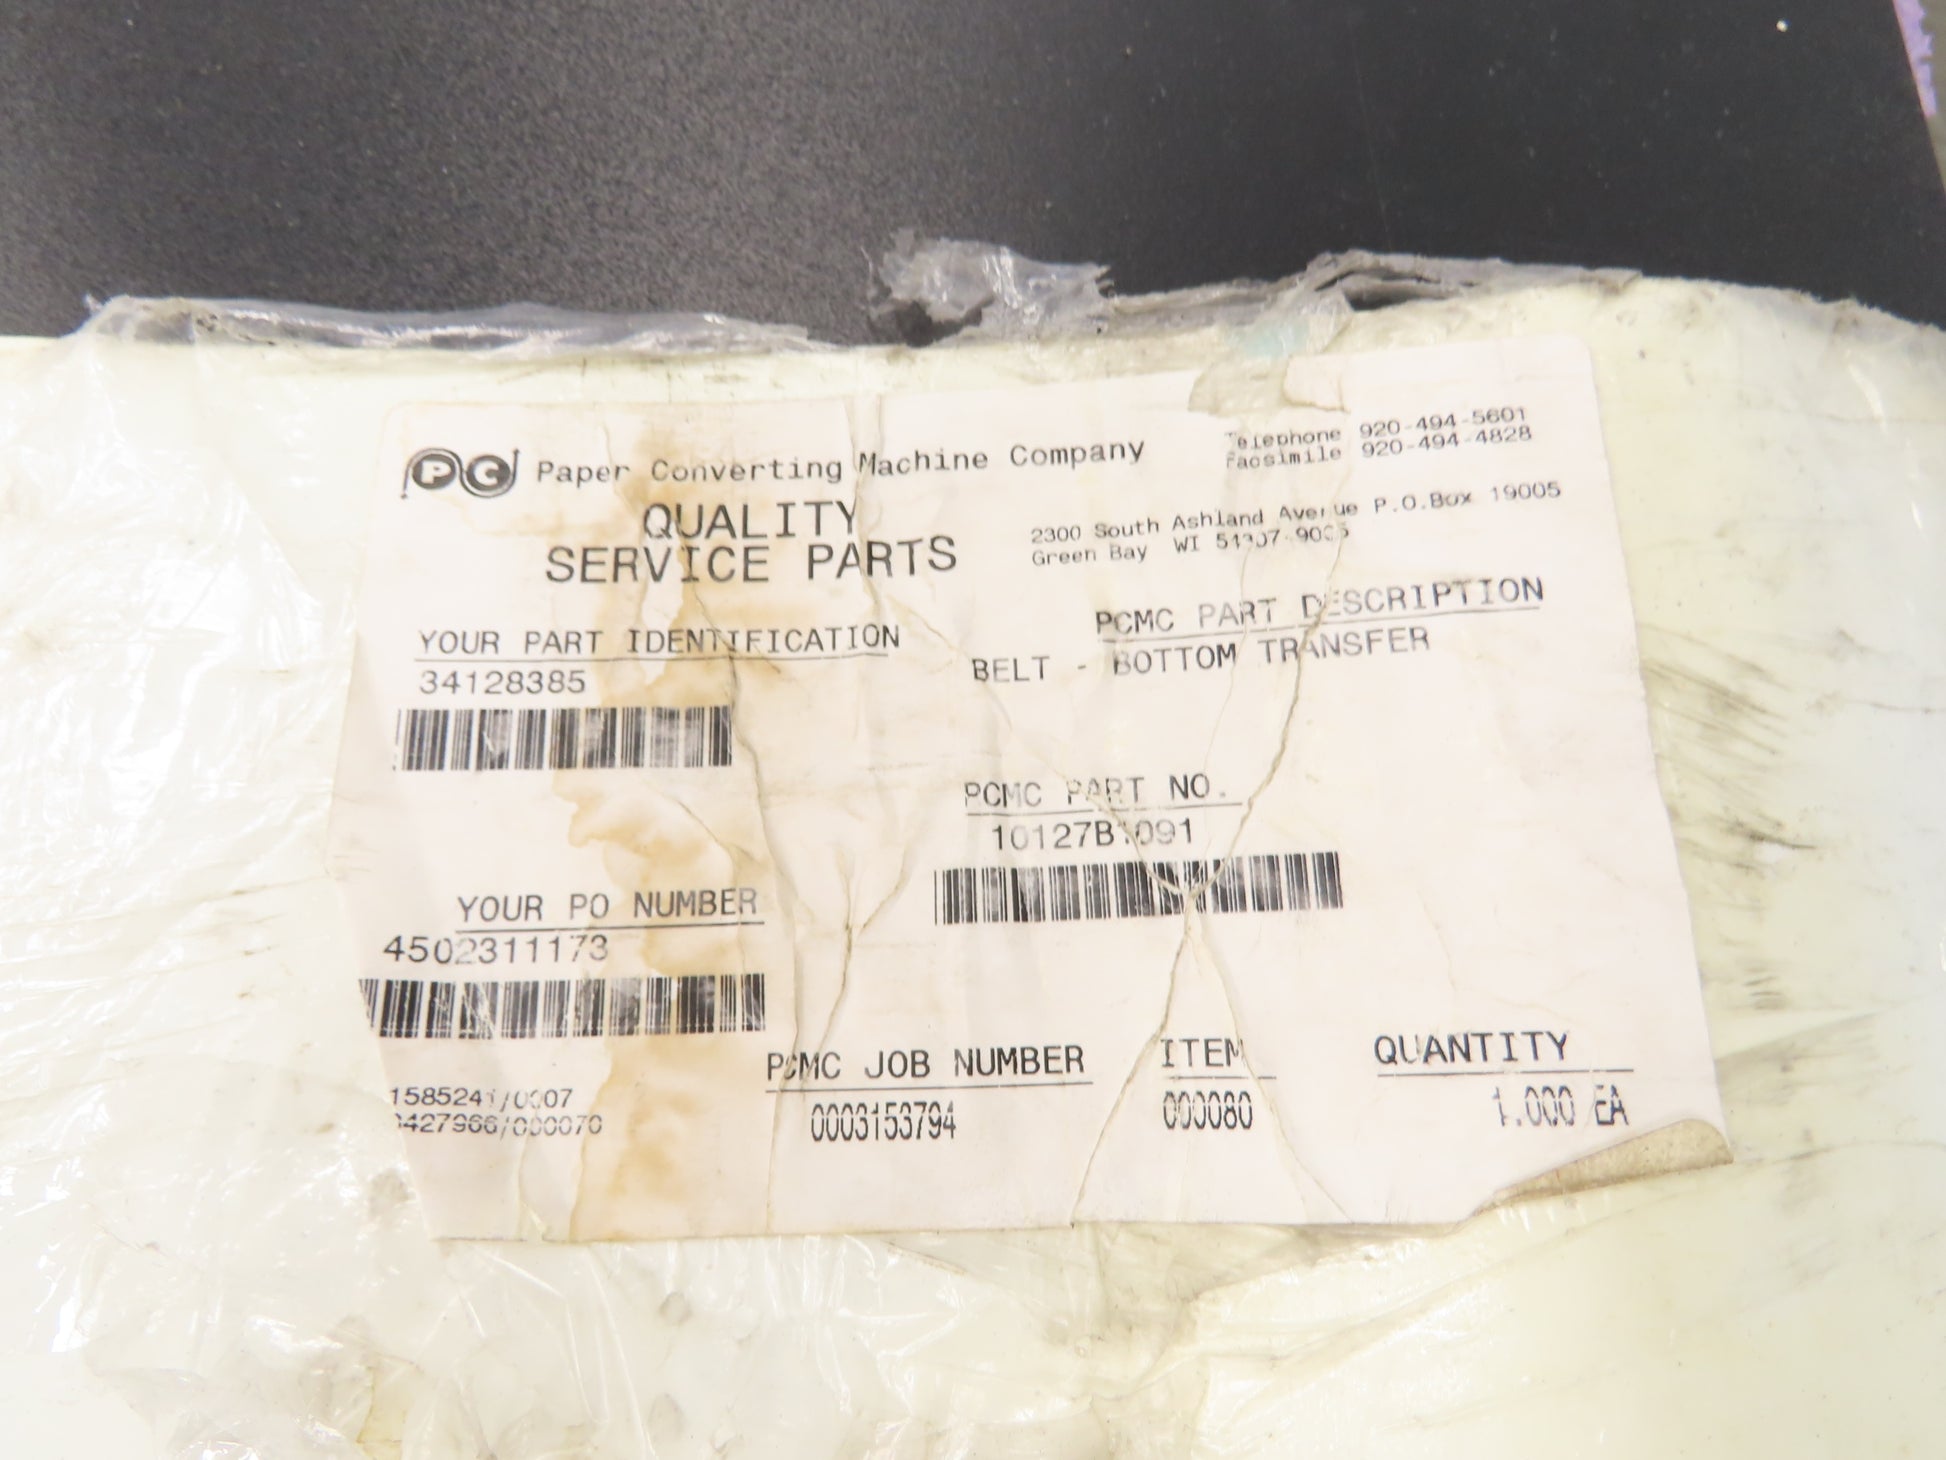 PC Paper Converting Machine Company
QUALITY
SERVICE PARTS
Telephone 920-494-5601
Facsimile 920-494-4828
2300 South Ashland Avenue P.O.Box 19005
Green Bay WI
YOUR PART IDENTIFICATION
34128385
PCMC PART DESCRIPTION
BELT - BOTTOM TRANSFER
PCMC PART NO.
10127B1091
YOUR PO NUMBER
4502311173
PCMC JOB NUMBER ITEM QUANTITY
0003153794 000080 1.000 EA